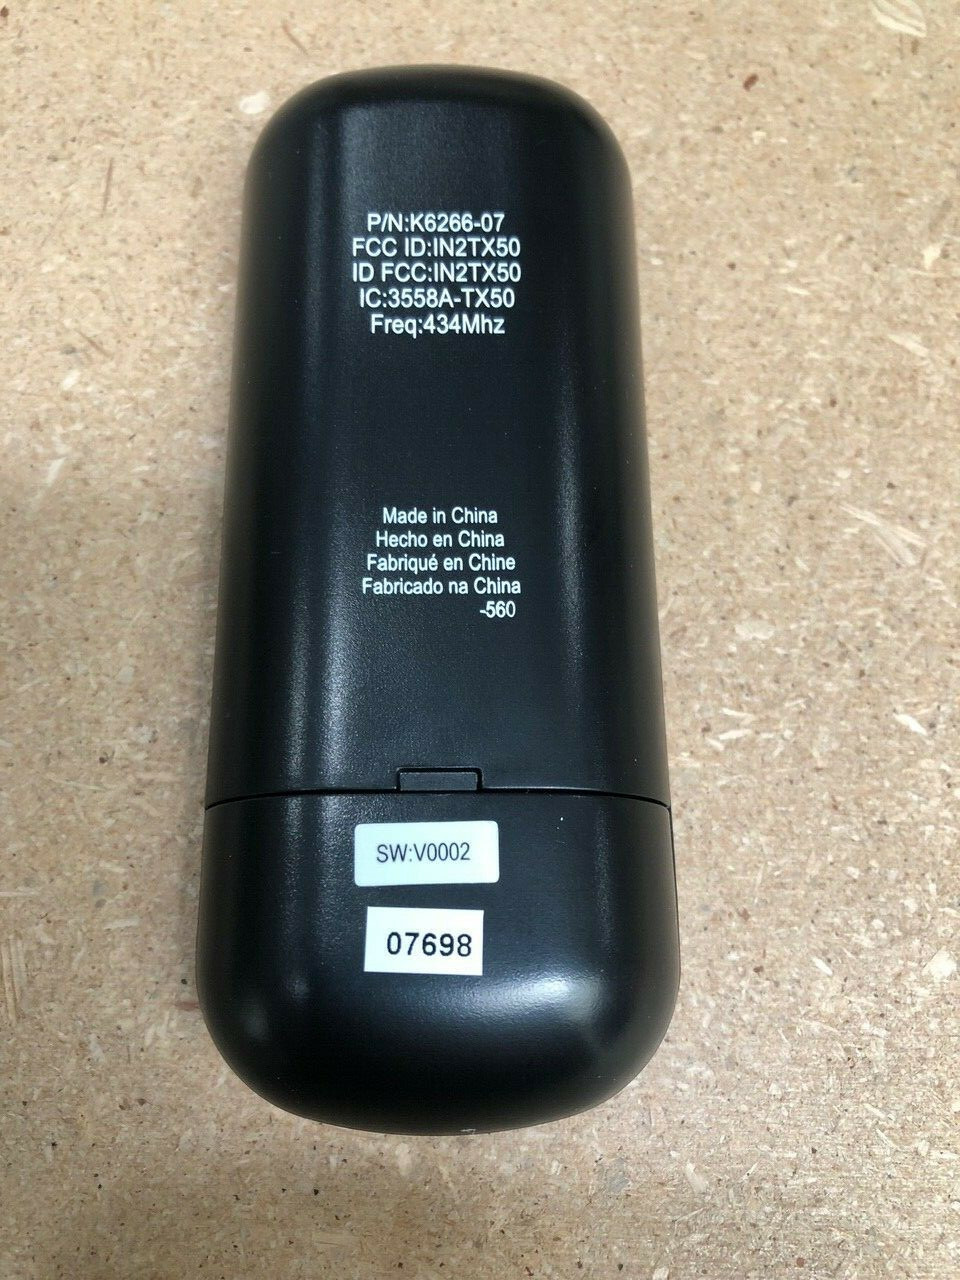 P/N:K6266-07
FCC ID:IN2TX50
ID FCC:IN2TX50
IC:3558A-TX50
Freq:434Mhz
Made in China
Hecho en China
Fabriqué en Chine
Fabricado na China
-560
SW:V0002
07698